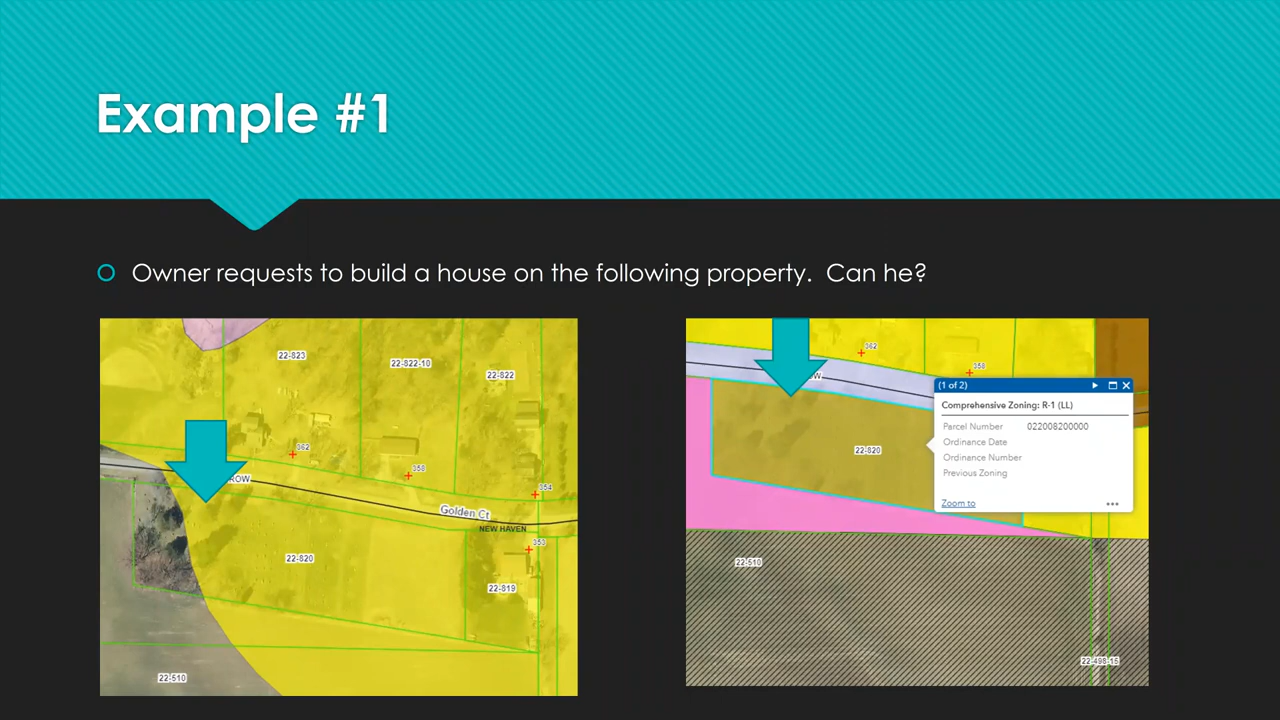 Example #1
Owner requests to build a house on the following property. Can he?
22-823
22-822-10
22-822
362
358
354
ROW
Golden Ct
NEW HAVEN
353
22-820
22-819
22-510
362
358
OW
(1 of 2)
Comprehensive Zoning: R-1 (LL)
Parcel Number 022008200000
Ordinance Date
Ordinance Number
Previous Zoning
Zoom to
22-820
22-510
22-498-15